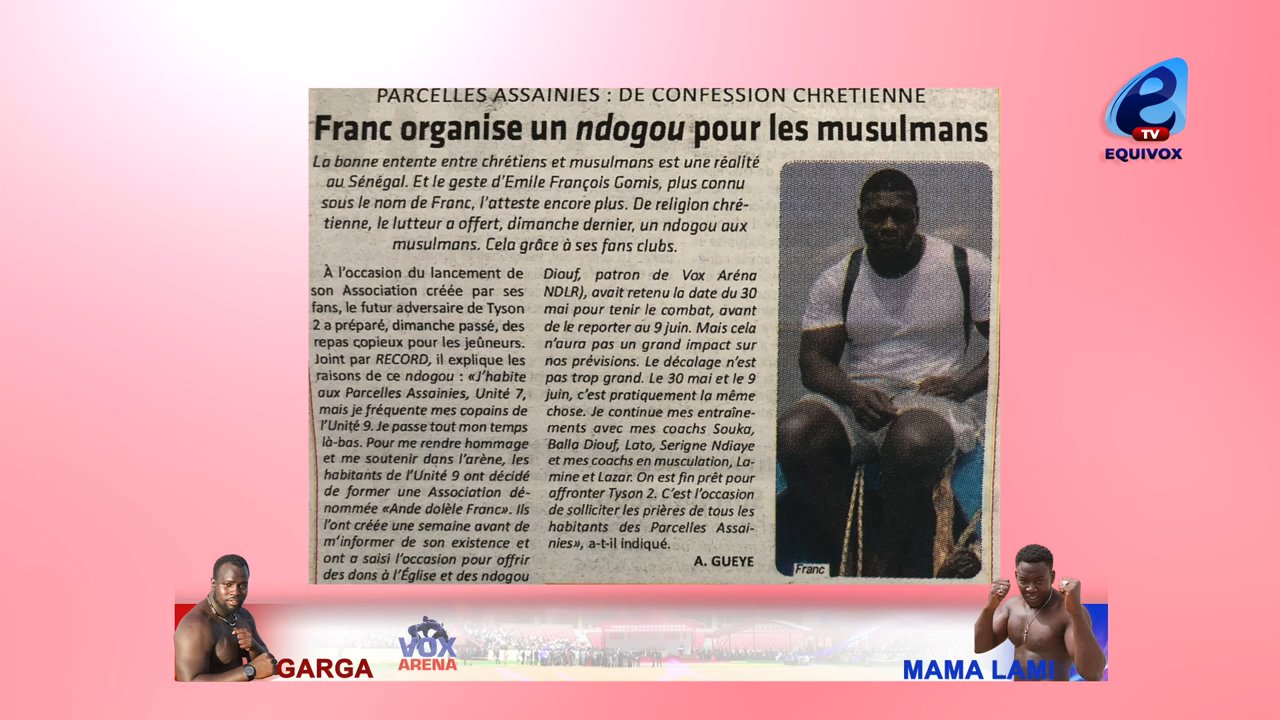 PARCELLES ASSAINIES : DE CONFESSION CHRETIENNE
Franc organise un ndogou pour les musulmans
La bonne entente entre chrétiens et musulmans est une réalité
au Sénégal. Et le geste d'Emile François Gomis, plus connu
sous le nom de Franc, l'atteste encore plus. De religion chré-
tienne, le lutteur a offert, dimanche dernier, un ndogou aux
musulmans. Cela grâce à ses fans clubs.
À l'occasion du lancement de
son Association créée par ses
fans, le futur adversaire de Tyson
2 a préparé, dimanche passé, des
repas copieux pour les jeûneurs.
Joint par RECORD, il explique les
raisons de ce ndogou : «J'habite
aux Parcelles Assainies, Unité 7,
mais je fréquente mes copains de
l'Unité 9. Je passe tout mon temps
là-bas. Pour me rendre hommage
et me soutenir dans l'arène, les
habitants de l'Unité 9 ont décidé
de former une Association dé-
nommée «Ande dolèle Franc». Ils
l'ont créée une semaine avant de
m'informer de son existence et
ont a saisi l'occasion pour offrir
des dons à l'Église et des ndogou
Diouf, patron de Vox Aréna
NDLR), avait retenu la date du 30
mai pour tenir le combat, avant
de le reporter au 9 juin. Mais cela
n'aura pas un grand impact sur
nos prévisions. Le décalage n'est
pas trop grand. Le 30 mai et le 9
juin, c'est pratiquement la même
chose. Je continue mes entraîne-
ments avec mes coachs Souka,
Balla Diouf, Lato, Serigne Ndiaye
et mes coachs en musculation, La-
mine et Lazar. On est fin prêt pour
affronter Tyson 2. C'est l'occasion
de solliciter les prières de tous les
habitants des Parcelles Assai-
nies», a-t-il indiqué.
A. GUEYE
Franc
e
TV
EQUIVOX
GARGA
VOX
ARENA
MAMA LAMI